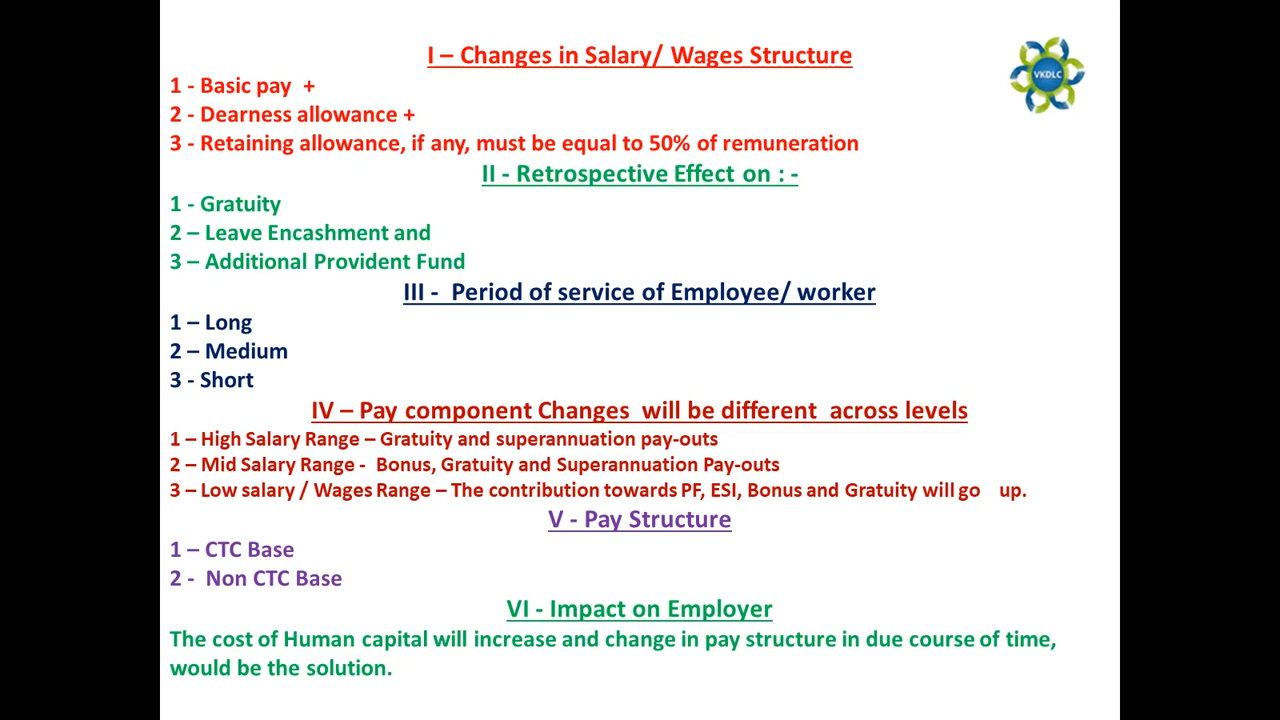 I – Changes in Salary/ Wages Structure
VKDLC
1 - Basic pay +
2 - Dearness allowance +
3 - Retaining allowance, if any, must be equal to 50% of remuneration
II - Retrospective Effect on : -
1 - Gratuity
2 – Leave Encashment and
3 – Additional Provident Fund
III - Period of service of Employee/ worker
1 – Long
2 – Medium
3 - Short
IV – Pay component Changes will be different across levels
1 – High Salary Range – Gratuity and superannuation pay-outs
2 – Mid Salary Range - Bonus, Gratuity and Superannuation Pay-outs
3 – Low salary / Wages Range – The contribution towards PF, ESI, Bonus and Gratuity will go up.
V - Pay Structure
1 – CTC Base
2 - Non CTC Base
VI - Impact on Employer
The cost of Human capital will increase and change in pay structure in due course of time,
would be the solution.